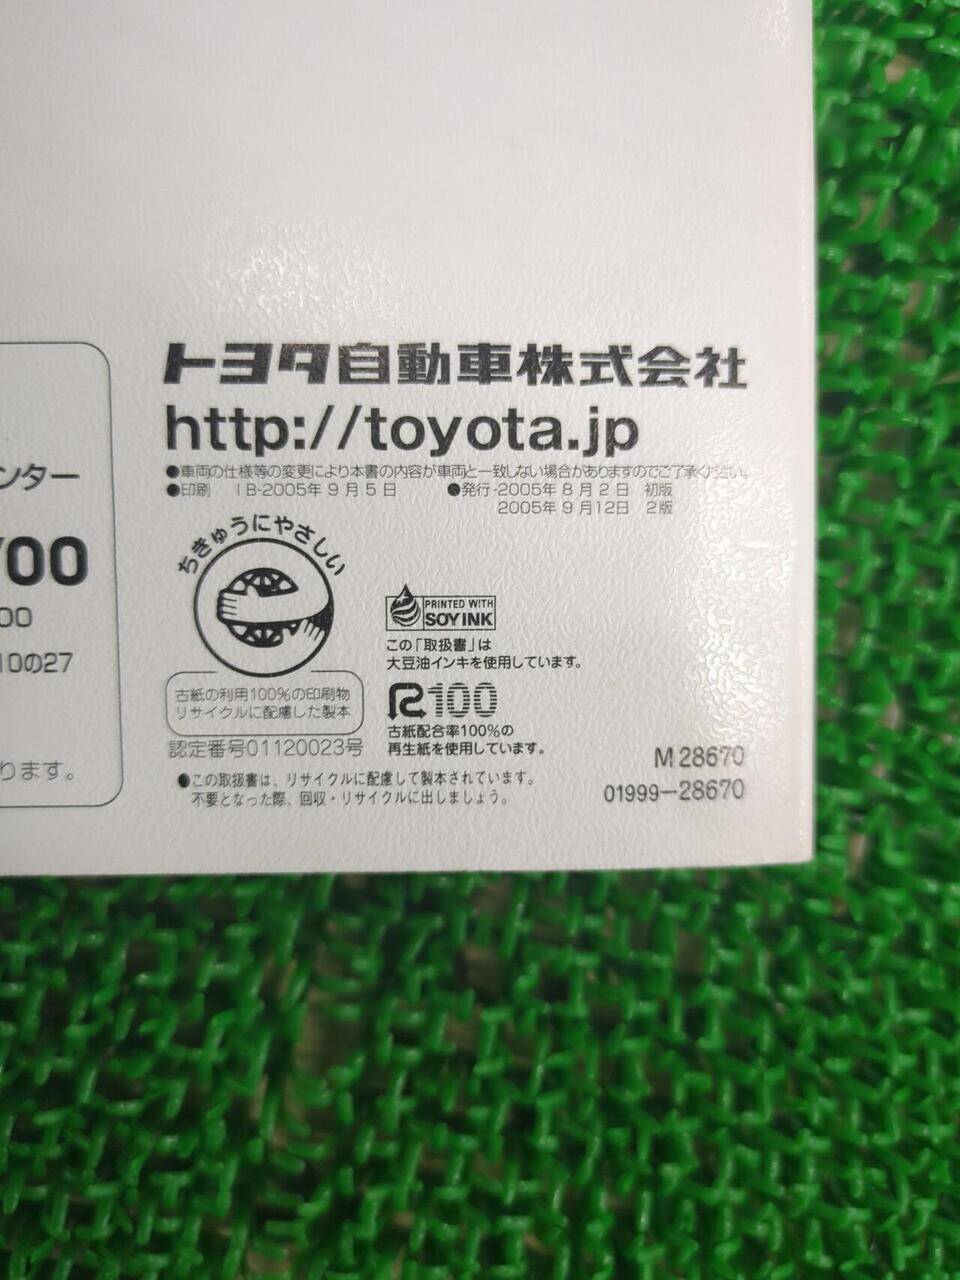 トヨタ自動車株式会社
http://toyota.jp
●車両の仕様等の変更により本書の内容が車両と一致しない場合がありますのでご了承ください。
●印刷 IB-2005年9月5日 ●発行-2005年8月2日 初版
2005年9月12日 2版
ンター
00
00
10の27
ります。
ちきゅうにやさしい
古紙の利用100%の印刷物
リサイクルに配慮した製本
認定番号01120023号
PRINTED WITH
SOY INK
この「取扱書」は
大豆油インキを使用しています。
R100
古紙配合率100%の
再生紙を使用しています。
●この取扱書は、リサイクルに配慮して製本されています。
不要となった際、回収・リサイクルに出しましょう。
M 28670
01999-28670